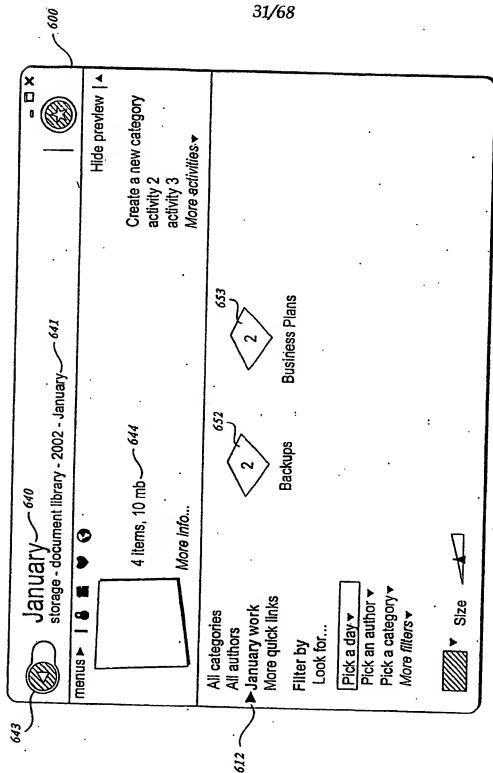 31/68
600
643
January
640
storage - document library - 2002 - January
641
menus
Hide preview
4 items, 10 mb
644
More info...
Create a new category
activity 2
activity 3
More activities
All categories
All authors
January work
612
More quick links
Filter by
Look for...
Pick a day
Pick an author
Pick a category
More filters
Size
652
2
Backups
653
2
Business Plans